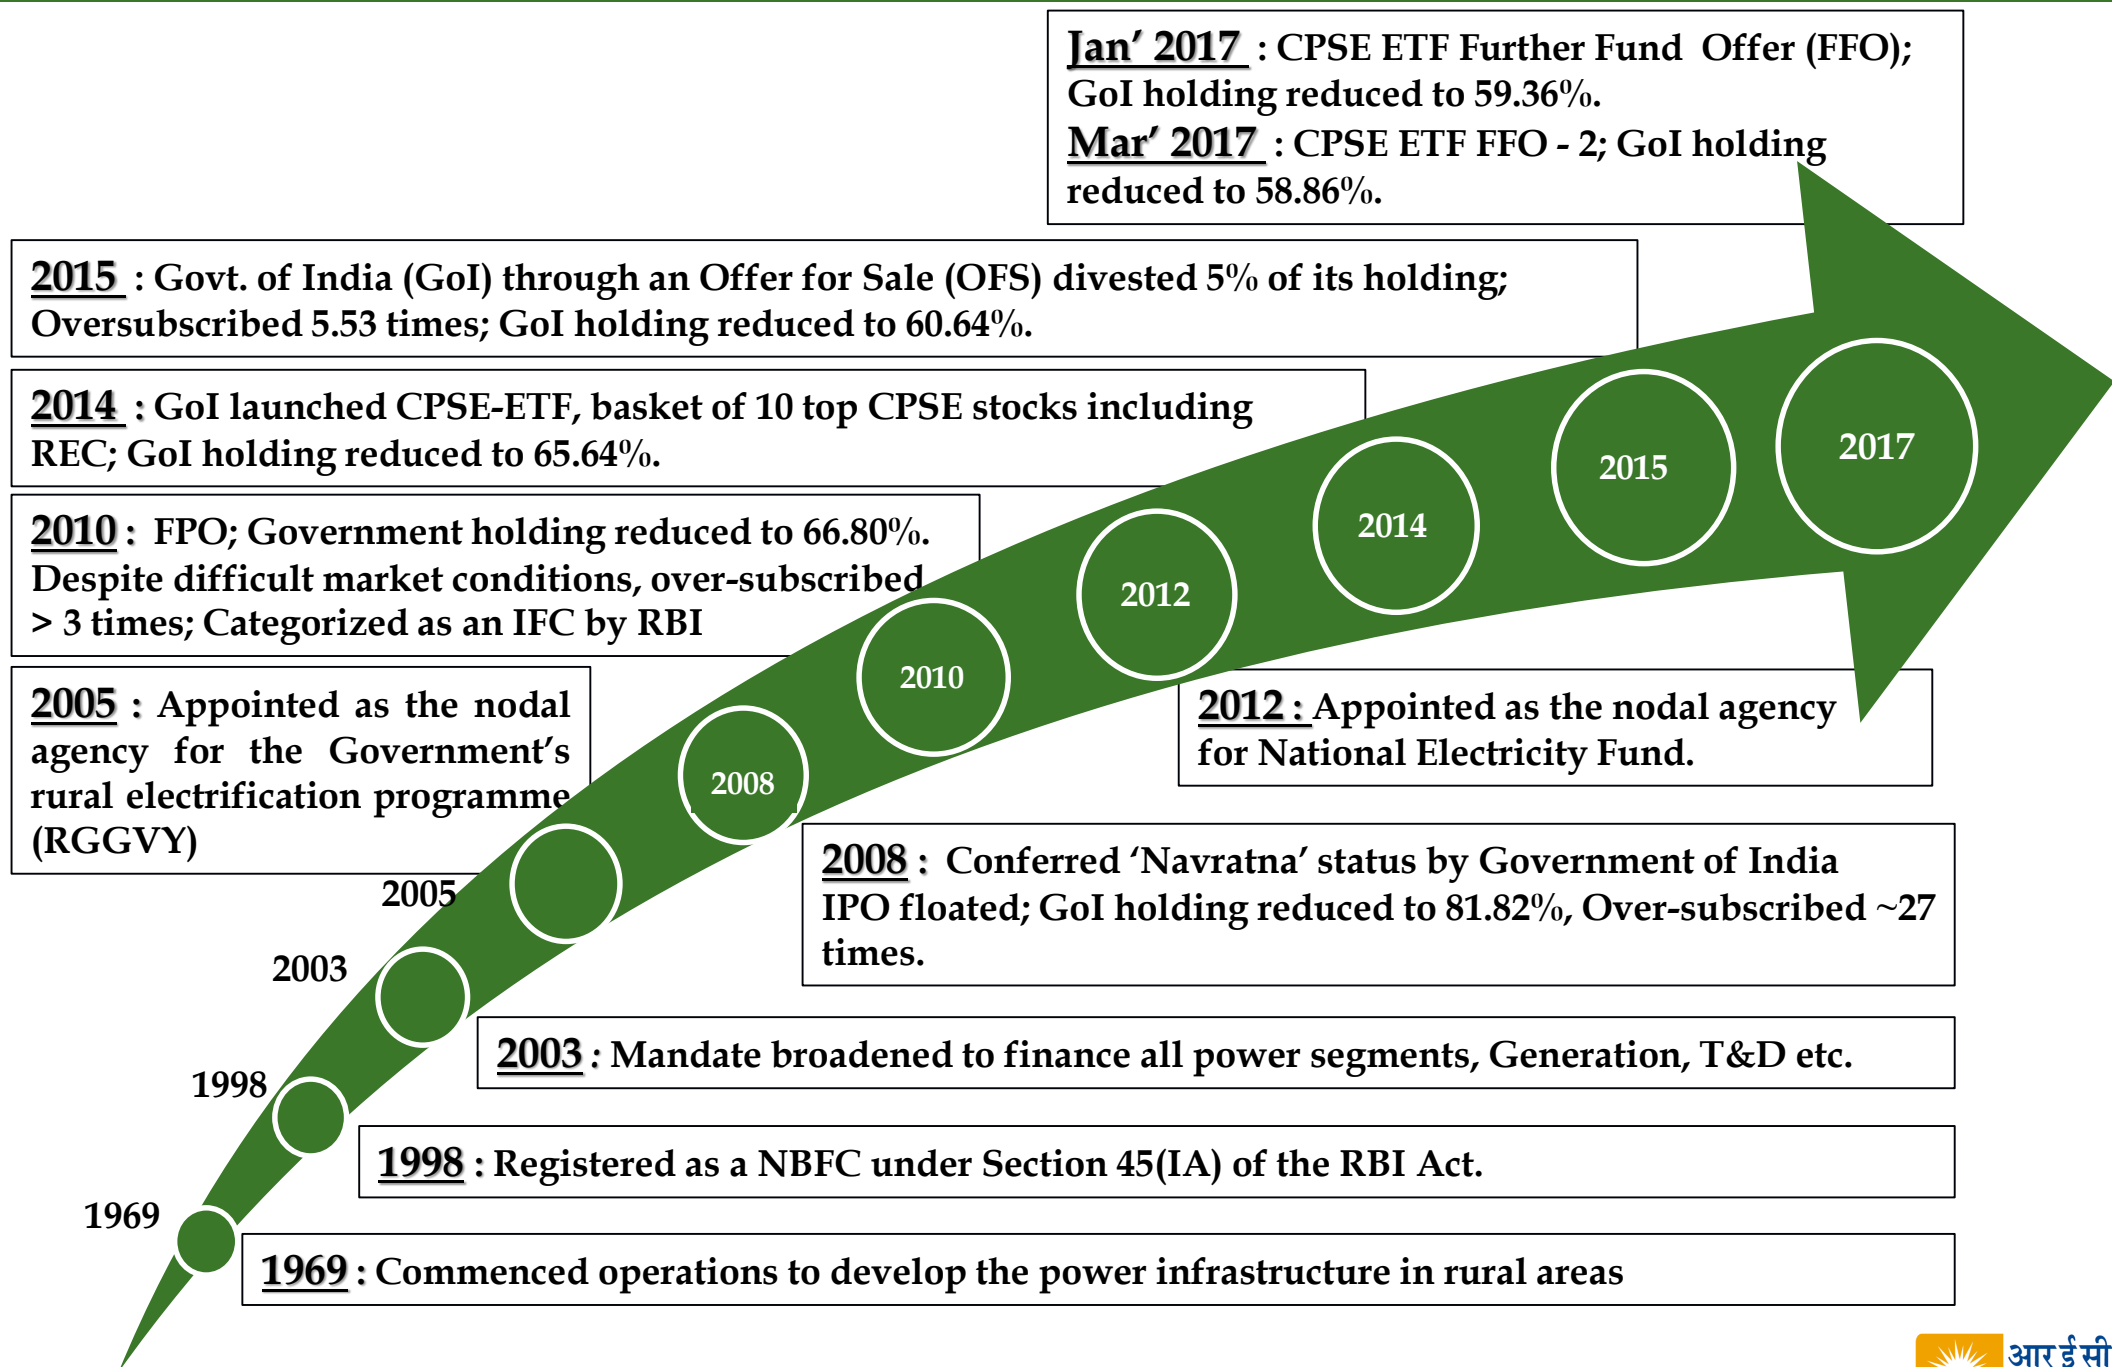 Jan’ 2017 : CPSE ETF Further Fund Offer (FFO);
GoI holding reduced to 59.36%.
Mar’ 2017 : CPSE ETF FFO - 2; GoI holding
reduced to 58.86%.
2015 : Govt. of India (GoI) through an Offer for Sale (OFS) divested 5% of its holding;
Oversubscribed 5.53 times; GoI holding reduced to 60.64%.
2014 : GoI launched CPSE-ETF, basket of 10 top CPSE stocks including
REC; GoI holding reduced to 65.64%.
2010 : FPO; Government holding reduced to 66.80%.
Despite difficult market conditions, over-subscribed
> 3 times; Categorized as an IFC by RBI
2005 : Appointed as the nodal
agency for the Government’s
rural electrification programme
(RGGVY)
2017
2015
2014
2012
2010
2008
2005
2003
1998
1969
2012 : Appointed as the nodal agency
for National Electricity Fund.
2008 : Conferred ‘Navratna’ status by Government of India
IPO floated; GoI holding reduced to 81.82%, Over-subscribed ~27
times.
2003 : Mandate broadened to finance all power segments, Generation, T&D etc.
1998 : Registered as a NBFC under Section 45(IA) of the RBI Act.
1969 : Commenced operations to develop the power infrastructure in rural areas
आर ई सी